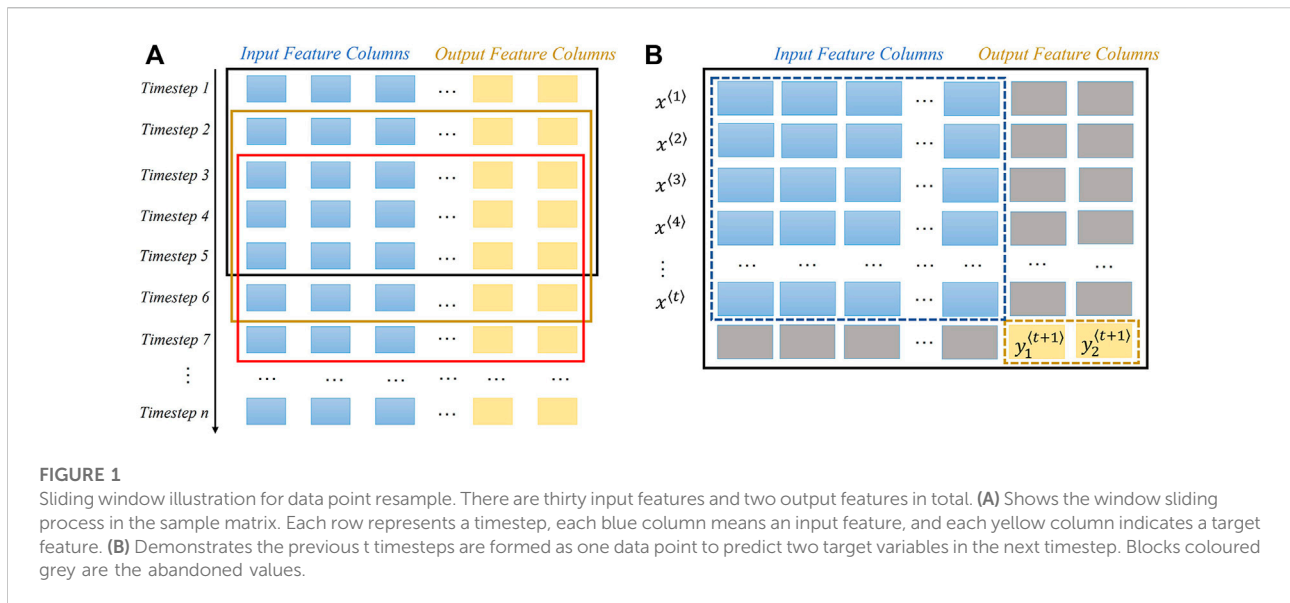 A
Input Feature Columns Output Feature Columns
Timestep 1 ...
Timestep 2 ...
Timestep 3 ...
Timestep 4 ...
Timestep 5 ...
Timestep 6 ...
Timestep 7 ...
⋮ ... ... ... ... ... ...
Timestep n ...
B
Input Feature Columns Output Feature Columns
x⟨1⟩ ...
x⟨2⟩ ...
x⟨3⟩ ...
x⟨4⟩ ...
⋮ ... ... ... ... ... ... ...
x⟨t⟩ ...
... y₁⟨t+1⟩ y₂⟨t+1⟩
FIGURE 1
Sliding window illustration for data point resample. There are thirty input features and two output features in total. (A) Shows the window sliding
process in the sample matrix. Each row represents a timestep, each blue column means an input feature, and each yellow column indicates a target
feature. (B) Demonstrates the previous t timesteps are formed as one data point to predict two target variables in the next timestep. Blocks coloured
grey are the abandoned values.